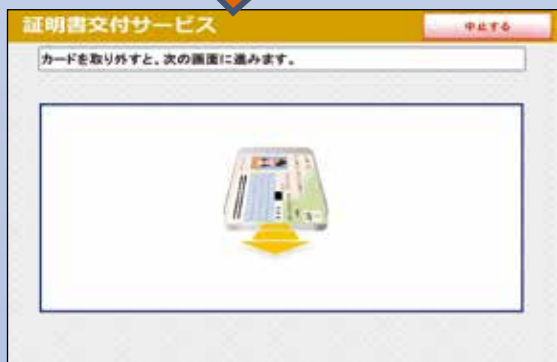 証明書交付サービス
中止する
カードを取り外すと、次の画面に進みます。